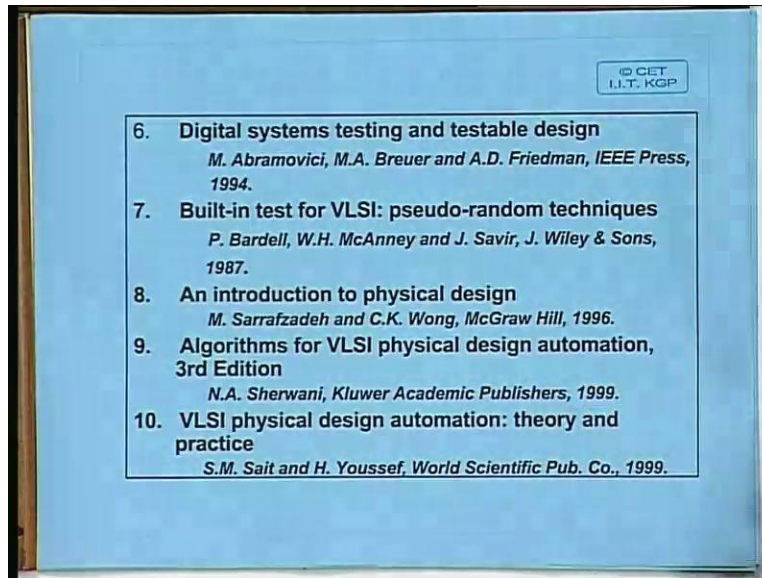 © CET
I.I.T. KGP
6. Digital systems testing and testable design
M. Abramovici, M.A. Breuer and A.D. Friedman, IEEE Press,
1994.
7. Built-in test for VLSI: pseudo-random techniques
P. Bardell, W.H. McAnney and J. Savir, J. Wiley & Sons,
1987.
8. An introduction to physical design
M. Sarrafzadeh and C.K. Wong, McGraw Hill, 1996.
9. Algorithms for VLSI physical design automation,
3rd Edition
N.A. Sherwani, Kluwer Academic Publishers, 1999.
10. VLSI physical design automation: theory and
practice
S.M. Sait and H. Youssef, World Scientific Pub. Co., 1999.